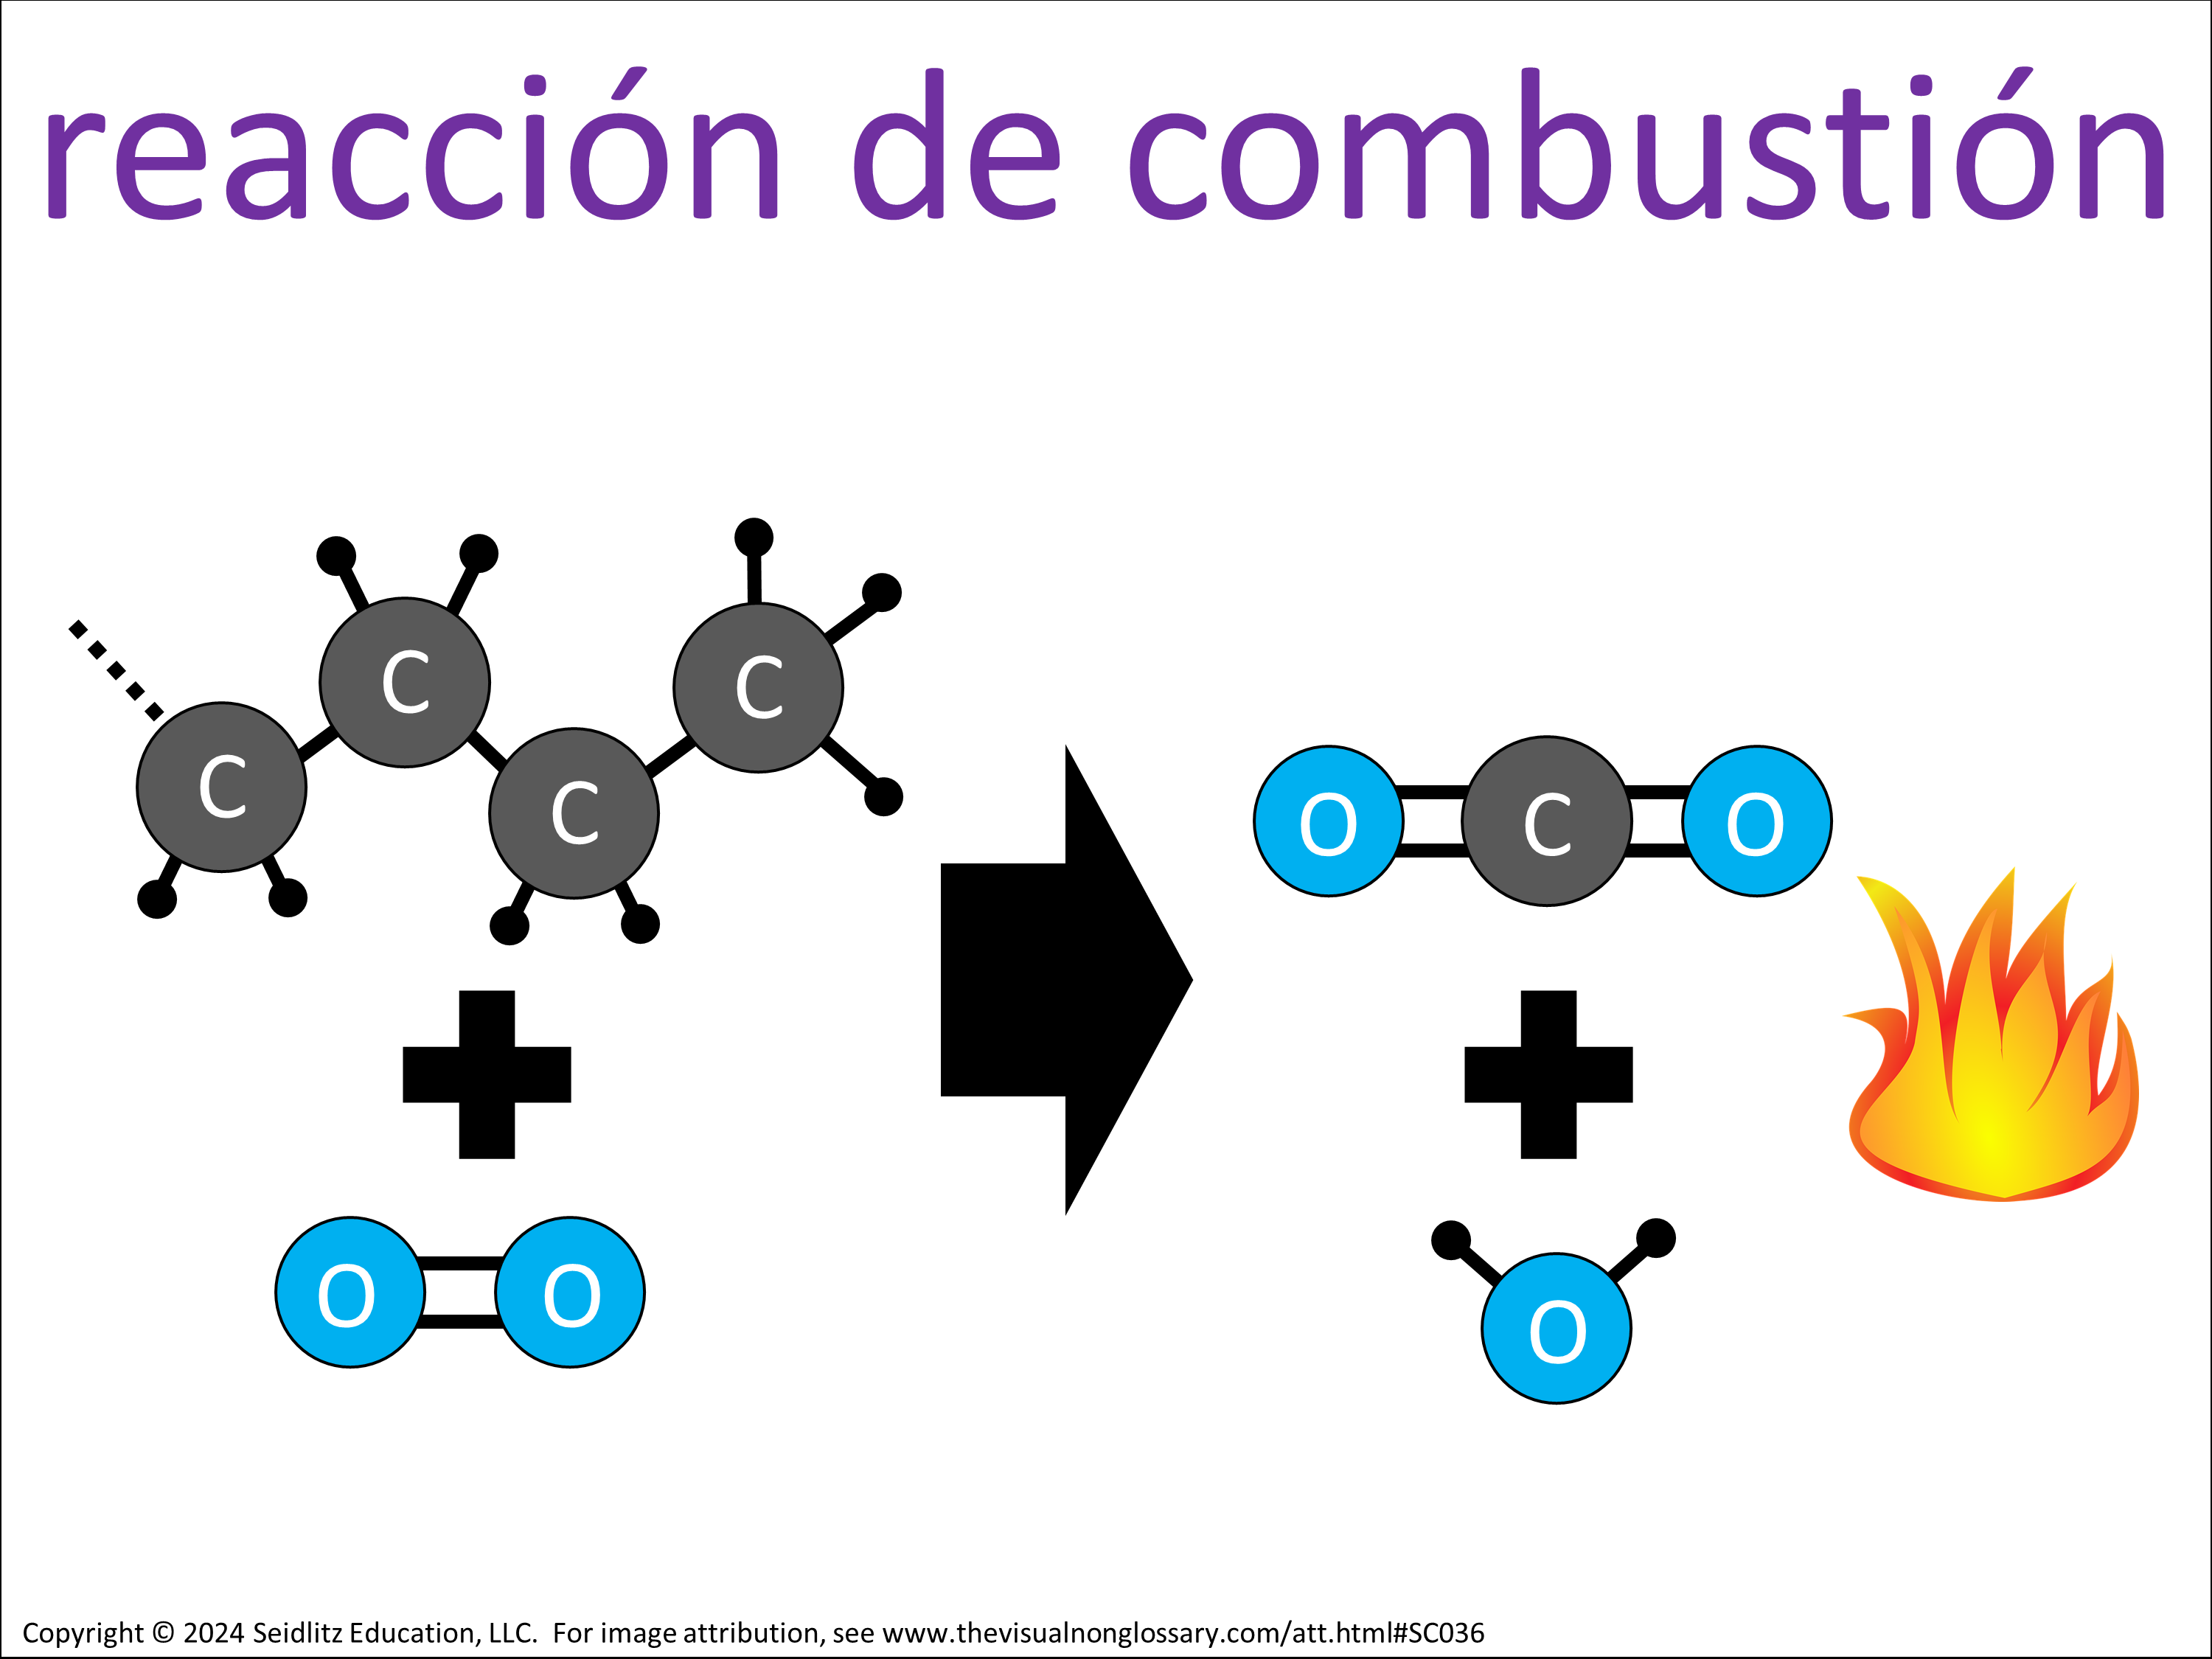 reacción de combustión
C
C
C
C
O C O
O O
O
Copyright © 2024 Seidlitz Education, LLC.  For image attribution, see www.thevisualnonglossary.com/att.html#SC036